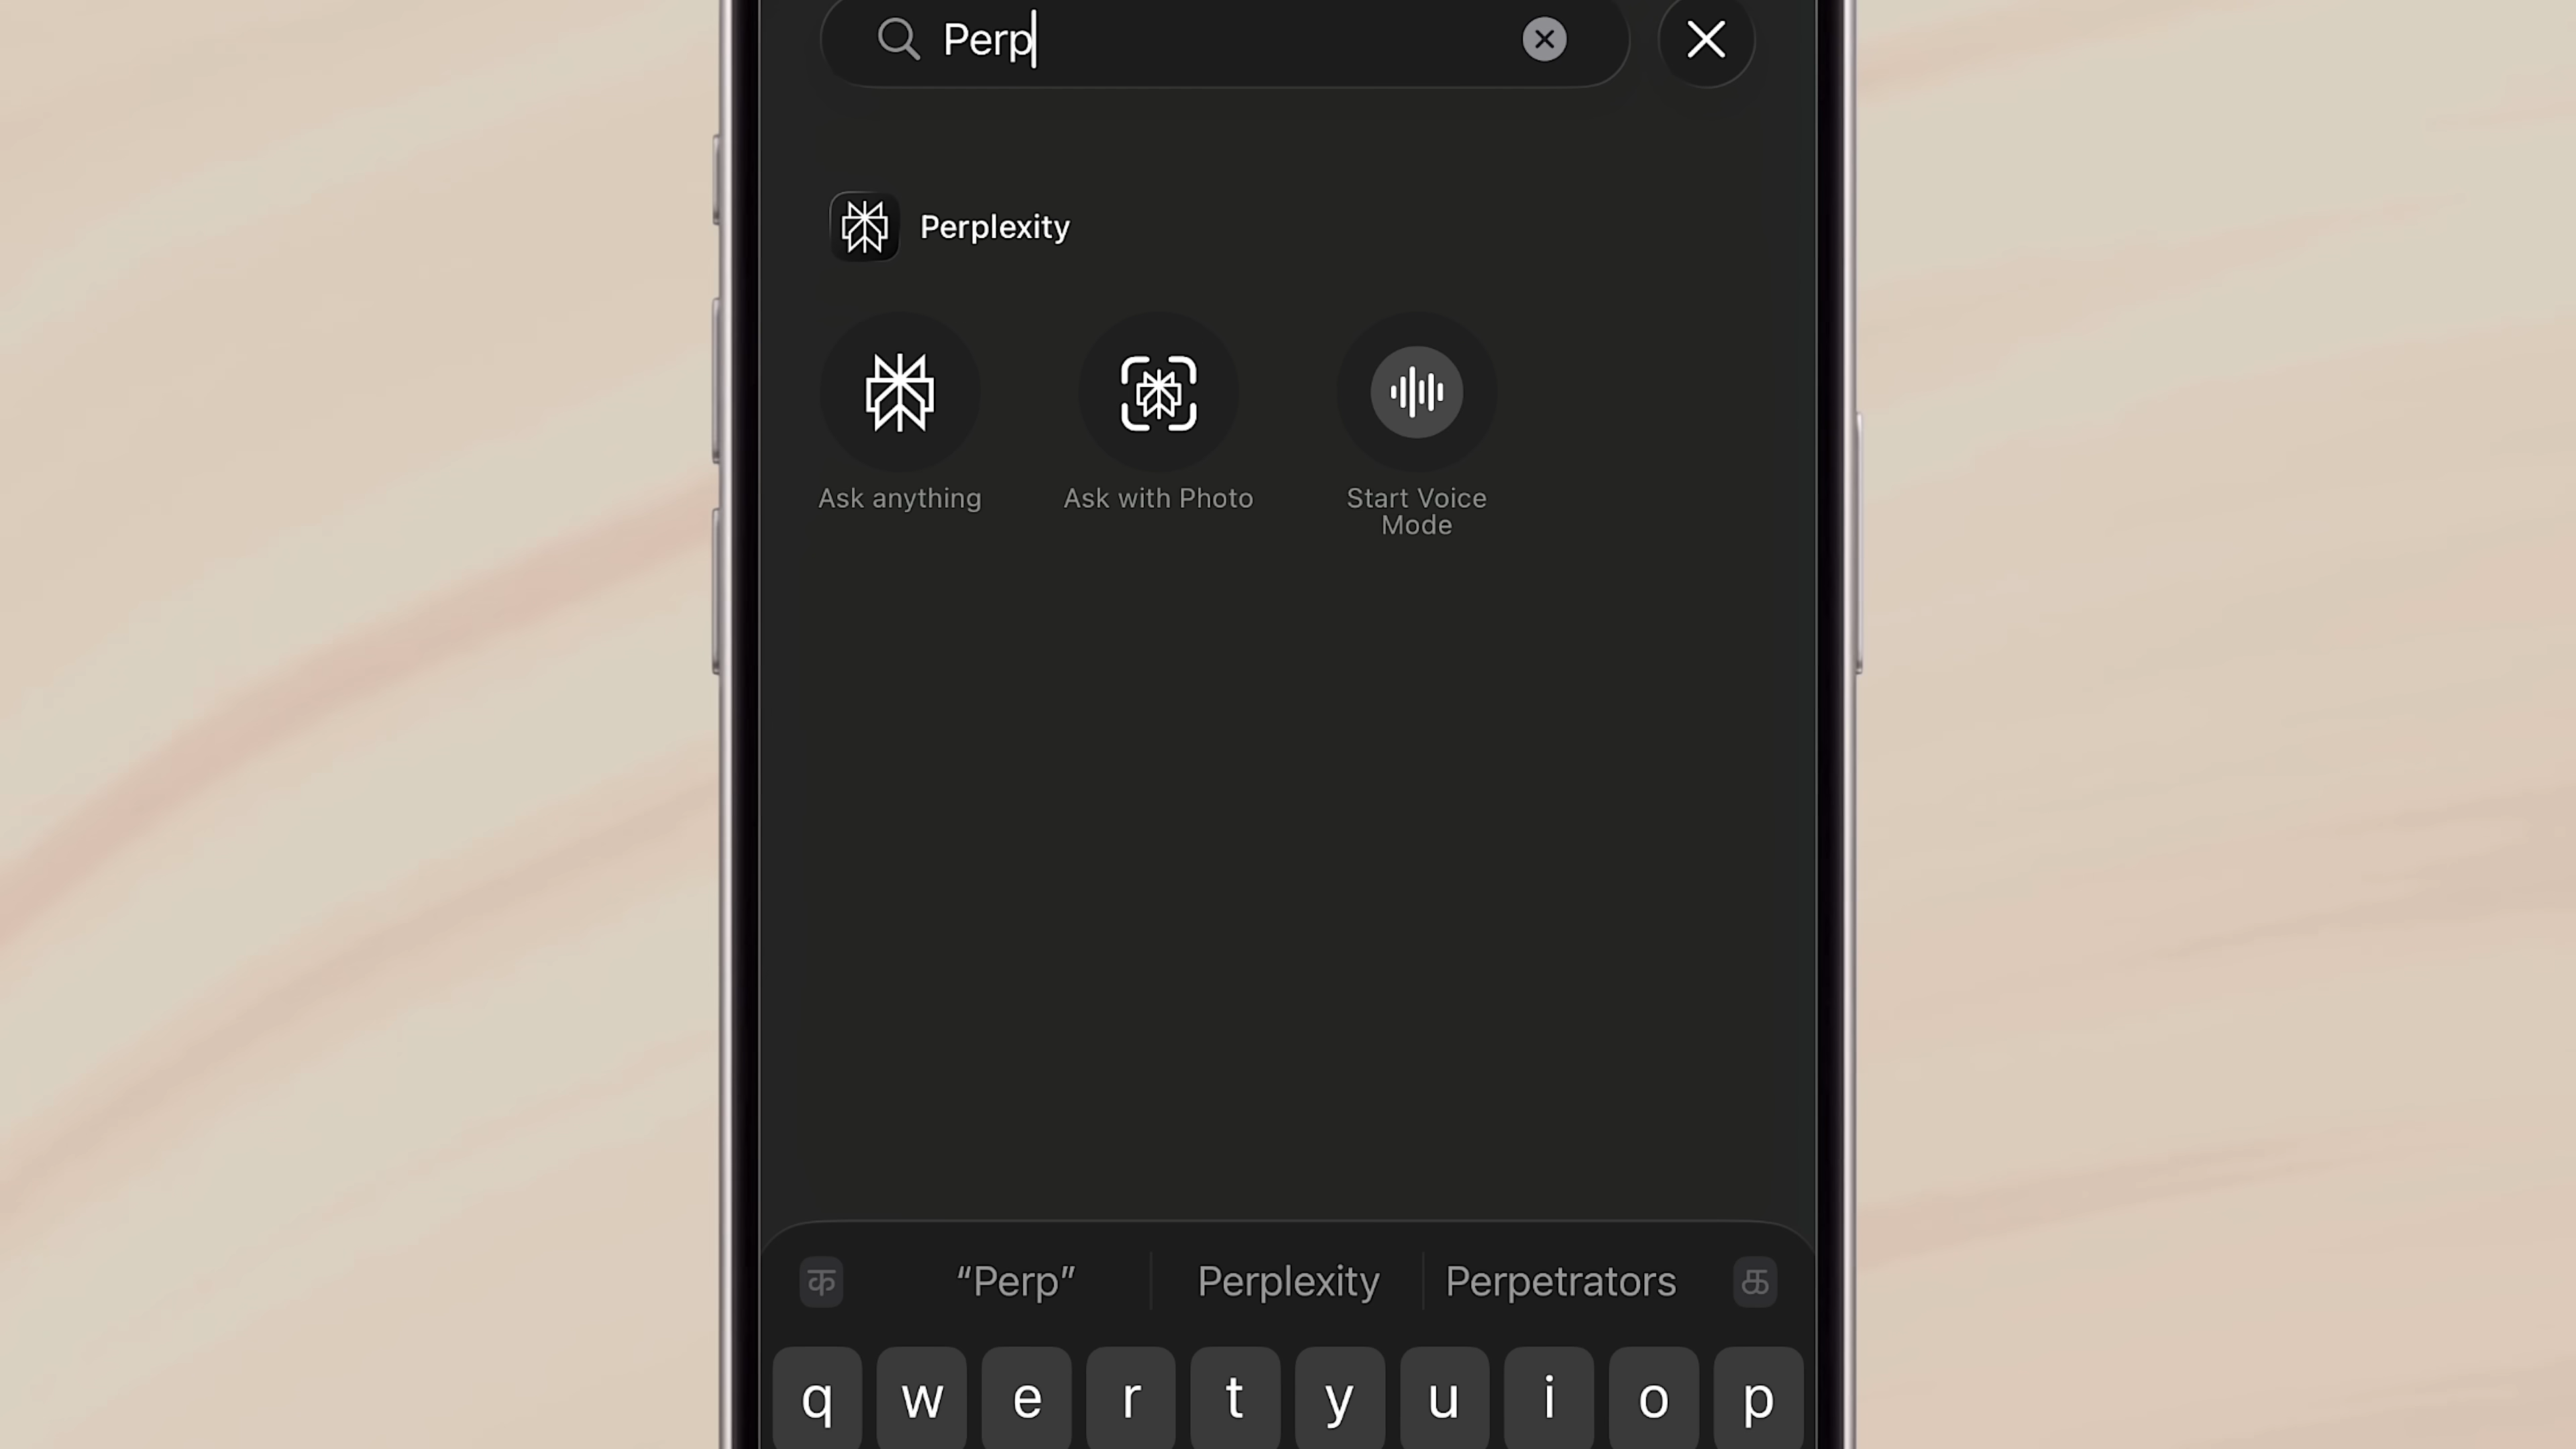 Perp
Perplexity
Ask anything
Ask with Photo
Start Voice
Mode
क “Perp” Perplexity Perpetrators க
q w e r t y u i o p